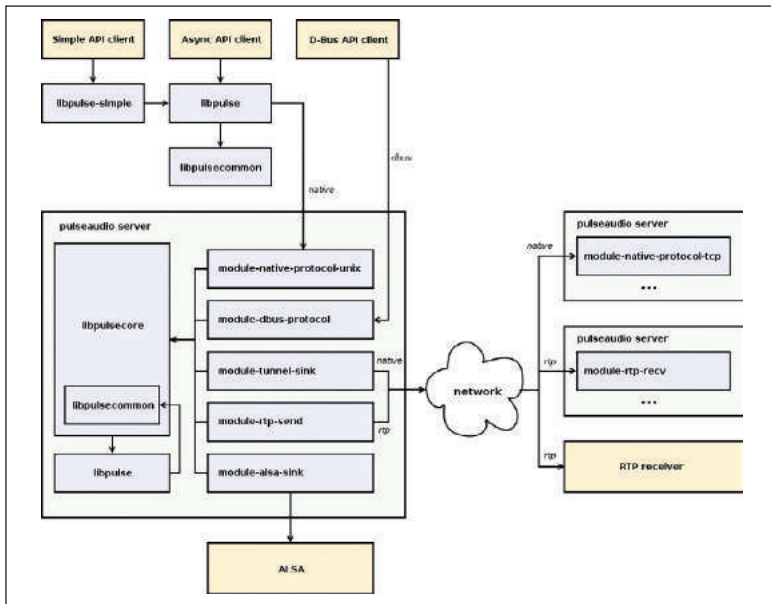 Simple API client
Async API client
D-Bus API client
libpulse-simple
libpulse
libpulsecommon
dbus
native
pulseaudio server
libpulsecore
libpulsecommon
libpulse
module-native-protocol-unix
module-dbus-protocol
module-tunnel-sink
module-rtp-send
module-alsa-sink
native
rtp
ALSA
network
native
rtp
rtp
pulseaudio server
module-native-protocol-tcp
...
pulseaudio server
module-rtp-recv
...
RTP receiver